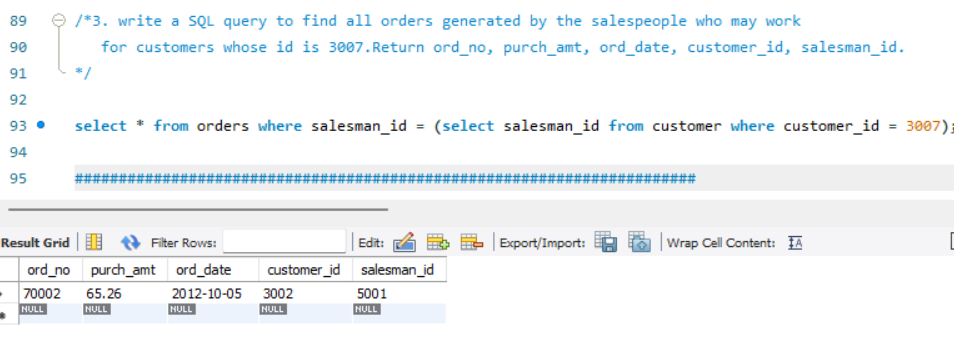 89 /*3. write a SQL query to find all orders generated by the salespeople who may work
90 for customers whose id is 3007.Return ord_no, purch_amt, ord_date, customer_id, salesman_id.
91 */
92
93 select * from orders where salesman_id = (select salesman_id from customer where customer_id = 3007);
94
95 #######################################################################
Result Grid Filter Rows: Edit: Export/Import: Wrap Cell Content: IA
ord_no purch_amt ord_date customer_id salesman_id
70002 65.26 2012-10-05 3002 5001
NULL NULL NULL NULL NULL